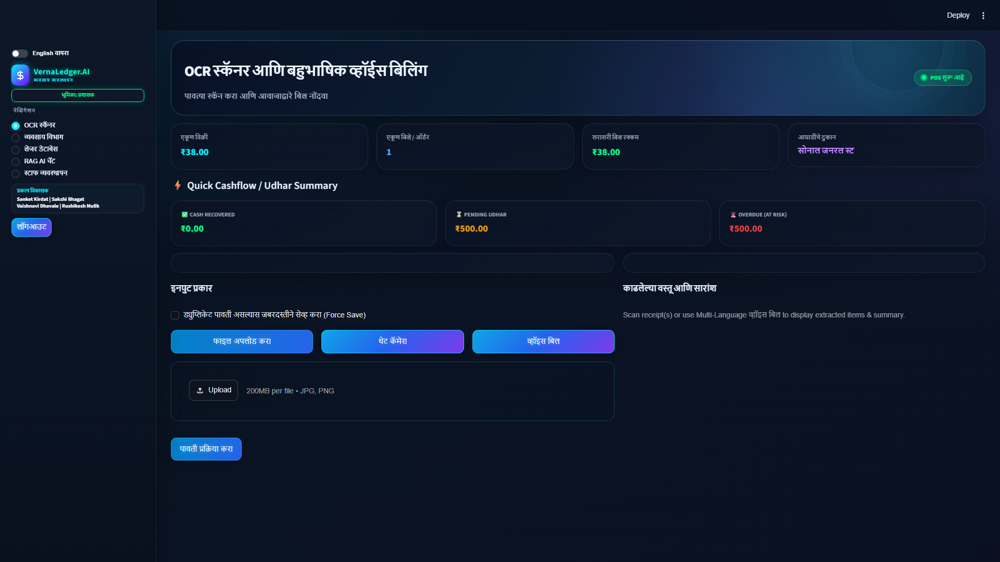 Deploy
English वापरा
$
VernaLedger.AI
व्यवसाय व्यवस्थापन
भूमिका: प्रशासक
नेव्हिगेशन
OCR स्कॅनर
व्यवसाय विभाग
लेजर डेटाबेस
RAG AI चॅट
स्टाफ व्यवस्थापन
प्रकल्प विकासक
Sanket Kirdat | Sakshi Bhagat
Vaishnavi Dhavale | Rushikesh Mulik
लॉगआउट
OCR स्कॅनर आणि बहुभाषिक व्हॉईस बिलिंग
पावत्या स्कॅन करा आणि आवाजाद्वारे बिल नोंदवा
POS सुरू आहे
एकूण विक्री
₹38.00
एकूण बिले / ऑर्डर
1
सरासरी बिल रक्कम
₹38.00
आघाडीचे दुकान
सोनाल जनरल स्ट
Quick Cashflow / Udhar Summary
CASH RECOVERED
₹0.00
PENDING UDHAR
₹500.00
OVERDUE (AT RISK)
₹500.00
इनपुट प्रकार
ड्युप्लिकेट पावती असल्यास जबरदस्तीने सेव्ह करा (Force Save)
फाइल अपलोड करा
थेट कॅमेरा
व्हॉइस बिल
Upload
200MB per file • JPG, PNG
पावती प्रक्रिया करा
काढलेल्या वस्तू आणि सारांश
Scan receipt(s) or use Multi-Language व्हॉइस बिल to display extracted items & summary.